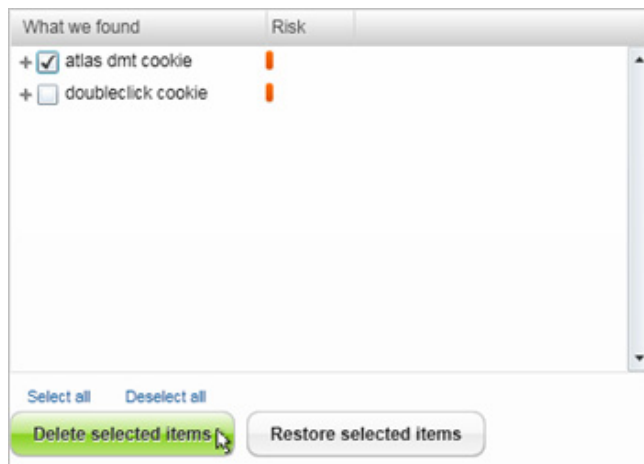 What we found Risk
atlas dmt cookie
doubleclick cookie
Select all Deselect all
Delete selected items Restore selected items